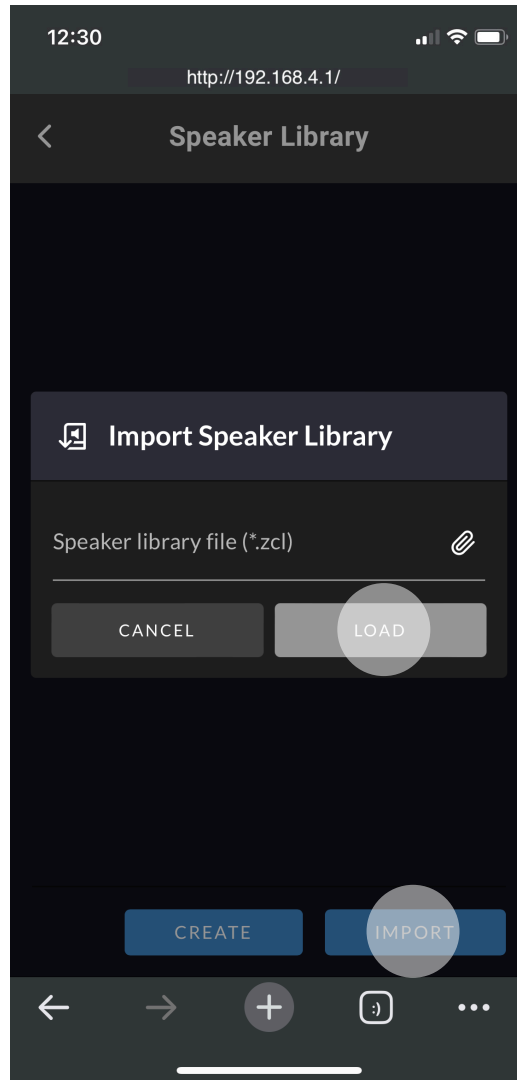 12:30
http://192.168.4.1/
Speaker Library
Import Speaker Library
Speaker library file (*.zcl)
CANCEL LOAD
CREATE IMPORT
:)